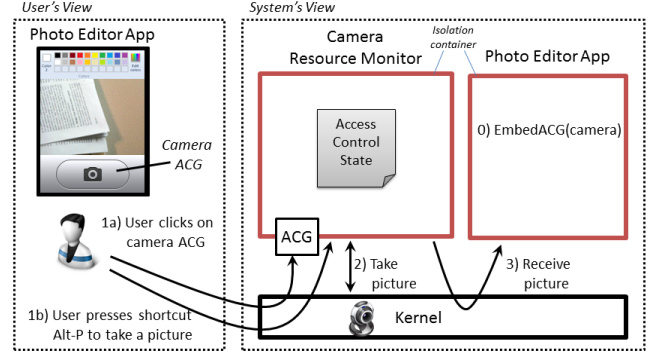 User's View
System's View
Photo Editor App
Camera
ACG
1a) User clicks on
camera ACG
1b) User presses shortcut
Alt-P to take a picture
Camera
Resource Monitor
Isolation
container
Photo Editor App
Access
Control
State
0) EmbedACG(camera)
ACG
2) Take
picture
3) Receive
picture
Kernel